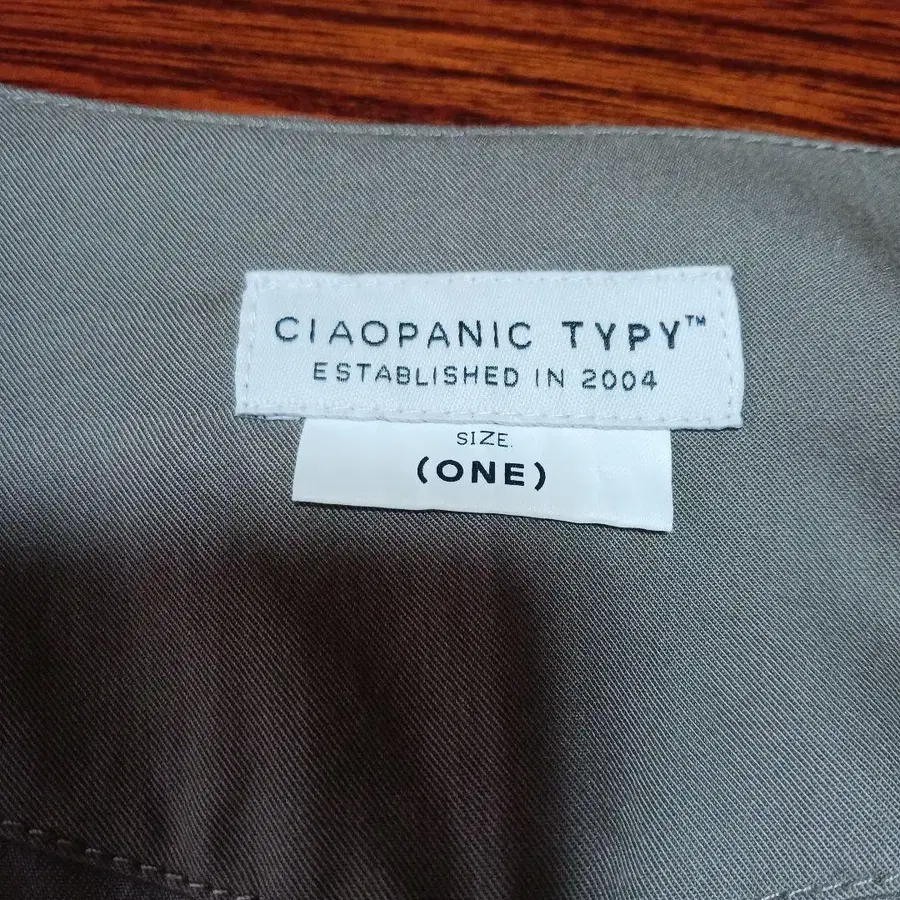 CIAOPANIC TYPY™
ESTABLISHED IN 2004
SIZE.
(ONE)